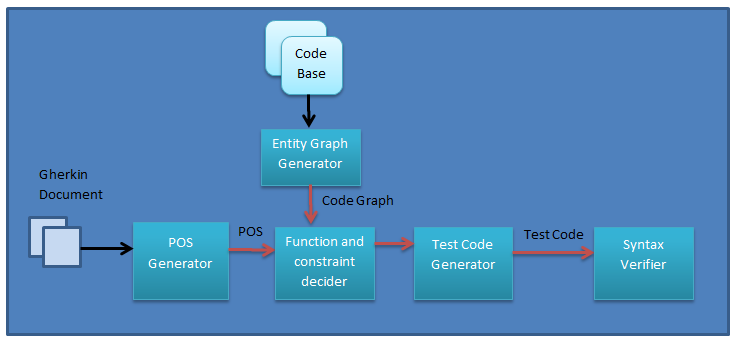 Code
Base
Entity Graph
Generator
Code Graph
Gherkin
Document
POS
Generator
POS
Function and
constraint
decider
Test Code
Generator
Test Code
Syntax
Verifier